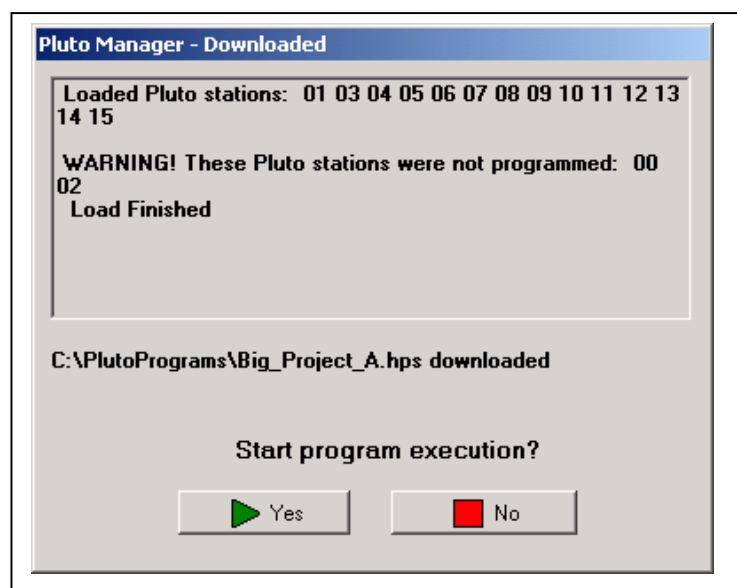 Pluto Manager - Downloaded
Loaded Pluto stations: 01 03 04 05 06 07 08 09 10 11 12 13
14 15
WARNING! These Pluto stations were not programmed: 00
02
Load Finished
C:\PlutoPrograms\Big_Project_A.hps downloaded
Start program execution?
Yes No